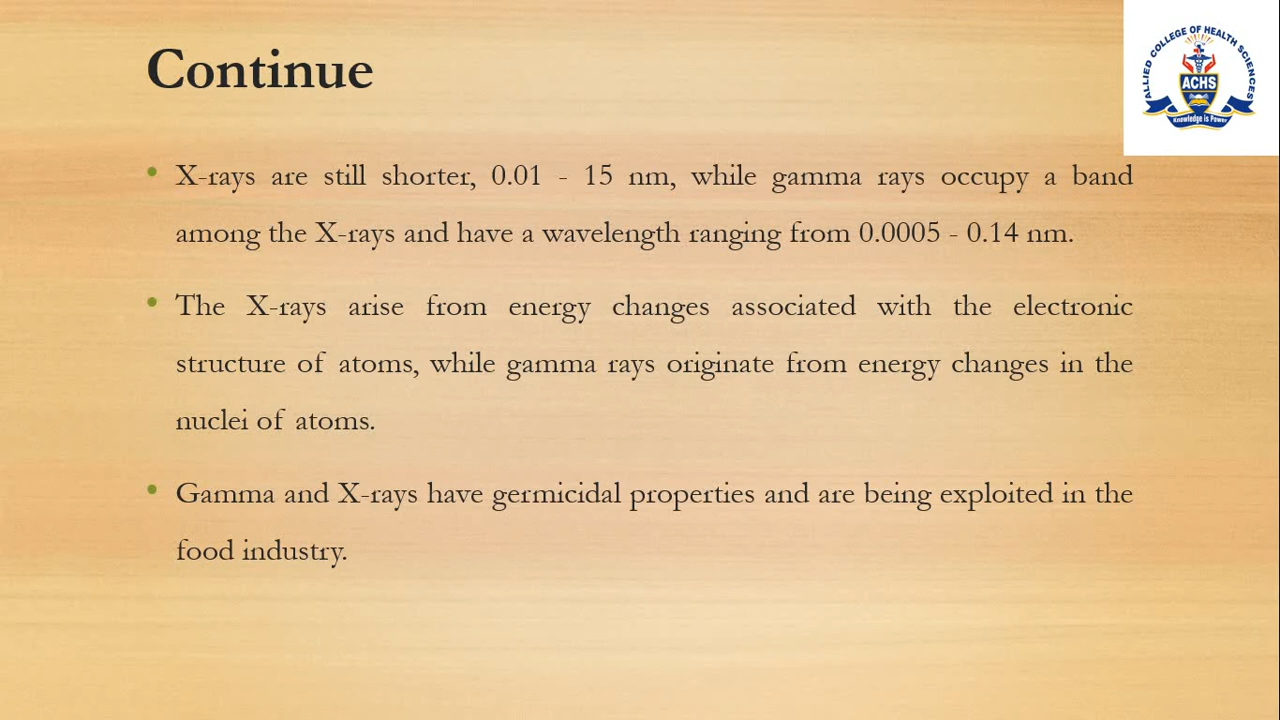 Continue
ALLIED COLLEGE OF HEALTH SCIENCES
ACHS
Knowledge is Power
• X-rays are still shorter, 0.01 - 15 nm, while gamma rays occupy a band
among the X-rays and have a wavelength ranging from 0.0005 - 0.14 nm.
• The X-rays arise from energy changes associated with the electronic
structure of atoms, while gamma rays originate from energy changes in the
nuclei of atoms.
• Gamma and X-rays have germicidal properties and are being exploited in the
food industry.